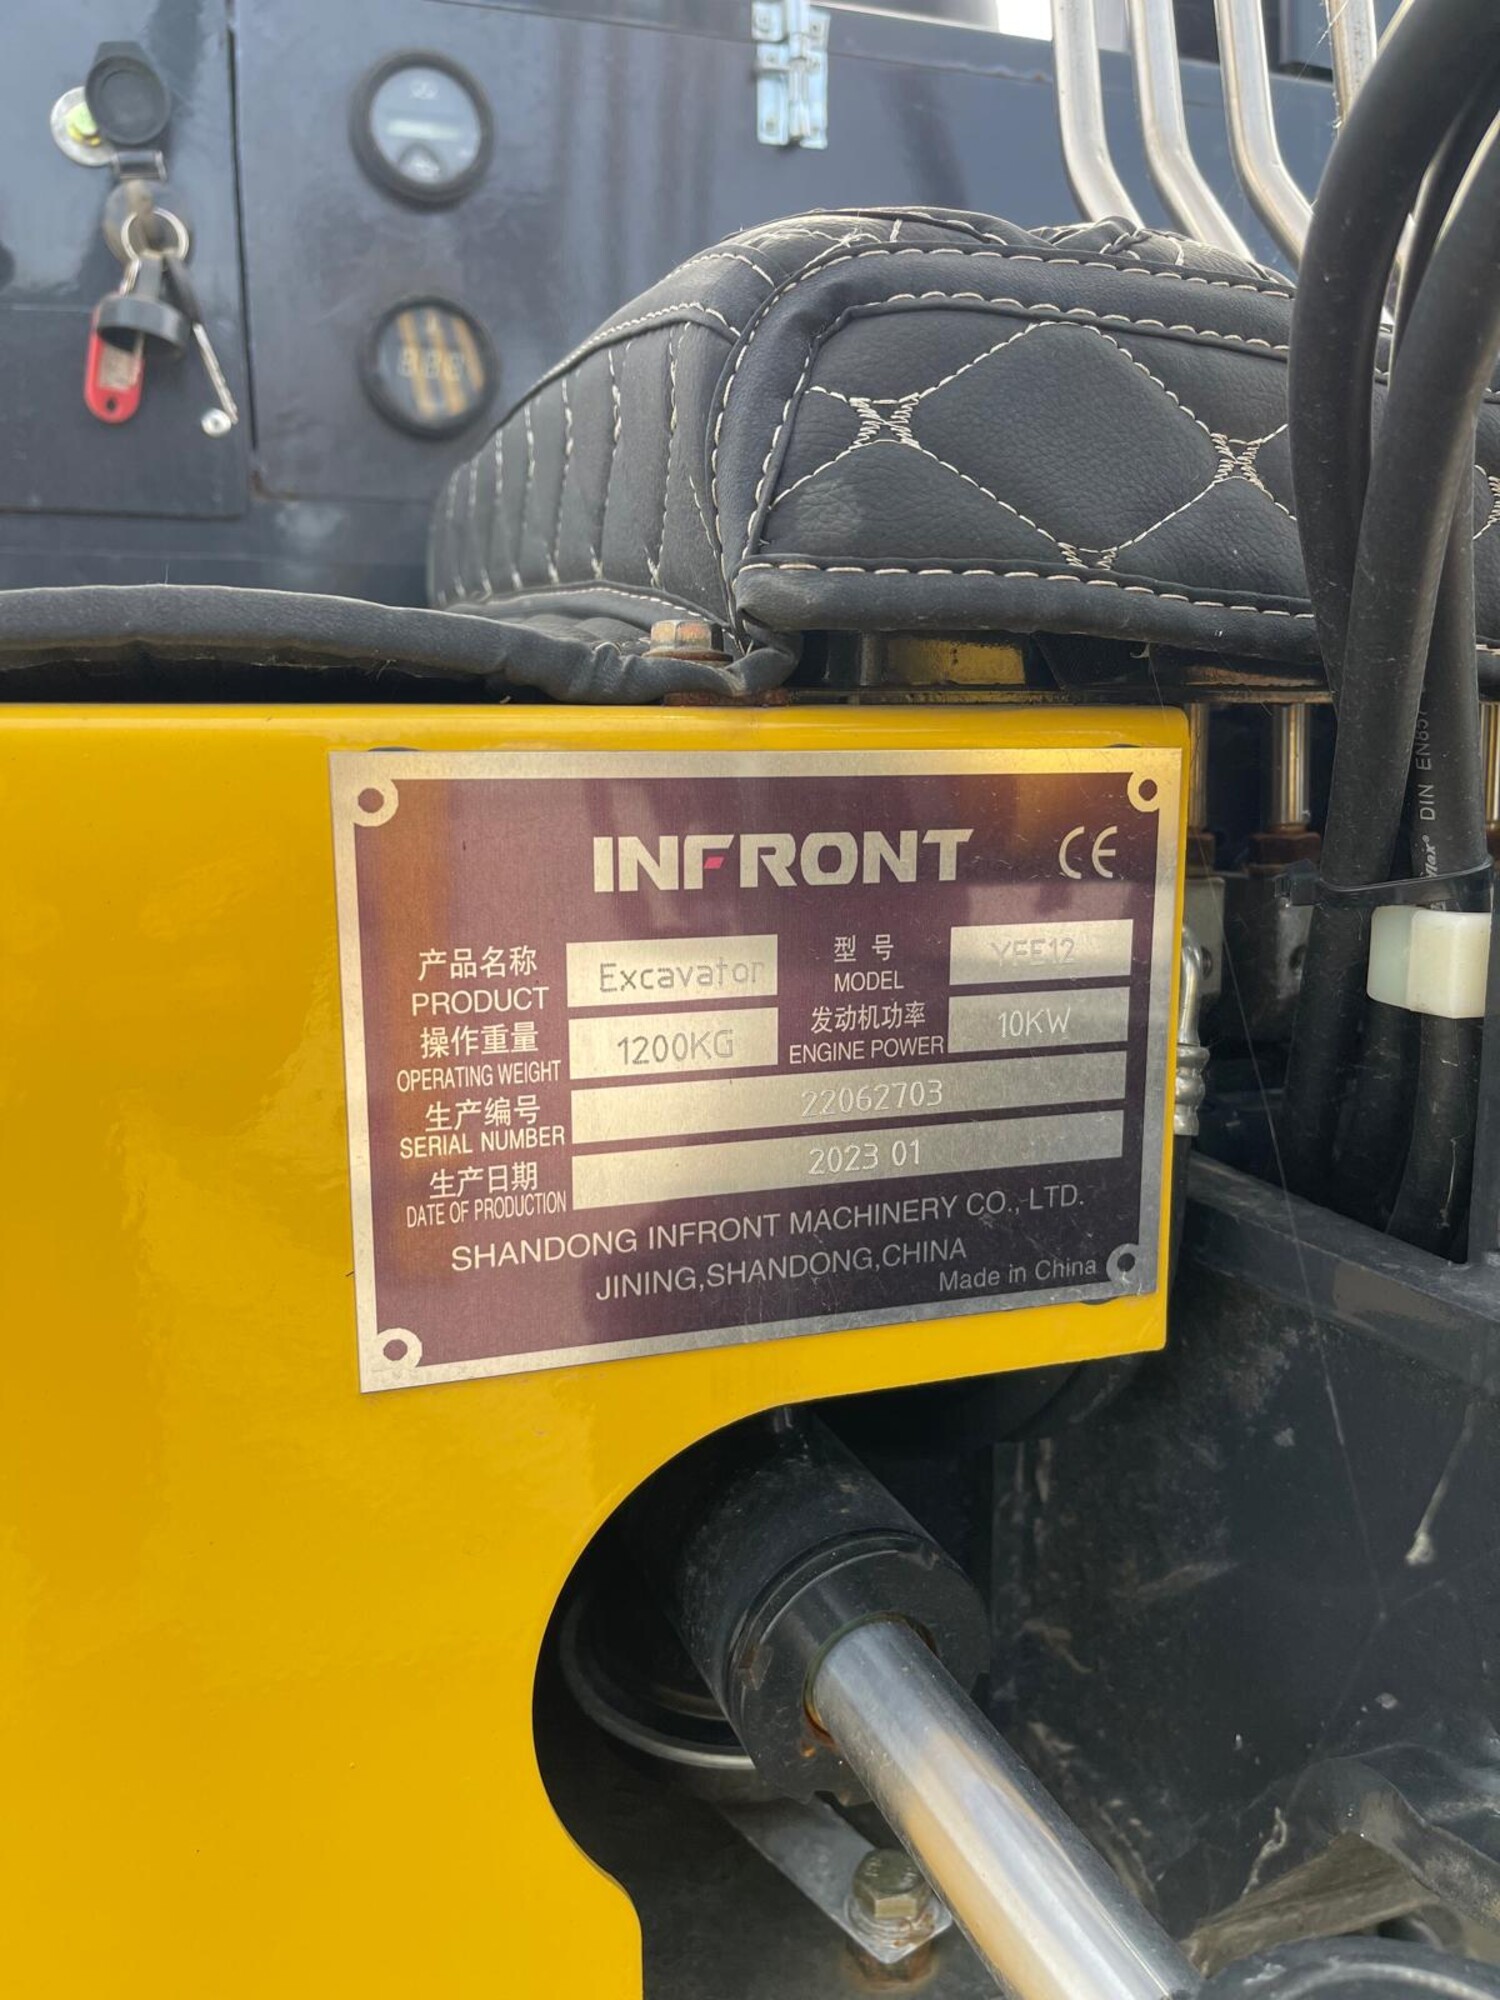 INFRONT CE
产品名称 Excavator 型号
PRODUCT MODEL YFE12
操作重量 1200KG 发动机功率 10KW
OPERATING WEIGHT ENGINE POWER
生产编号 22062703
SERIAL NUMBER
生产日期 2023 01
DATE OF PRODUCTION
SHANDONG INFRONT MACHINERY CO., LTD.
JINING,SHANDONG,CHINA
Made in China
DIN EN857